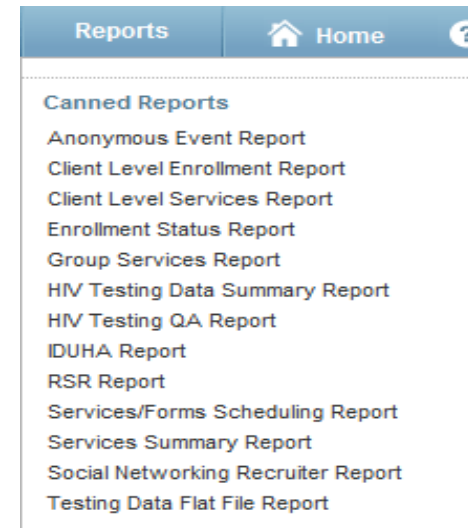 Reports Home ?
Canned Reports
Anonymous Event Report
Client Level Enrollment Report
Client Level Services Report
Enrollment Status Report
Group Services Report
HIV Testing Data Summary Report
HIV Testing QA Report
IDUHA Report
RSR Report
Services/Forms Scheduling Report
Services Summary Report
Social Networking Recruiter Report
Testing Data Flat File Report